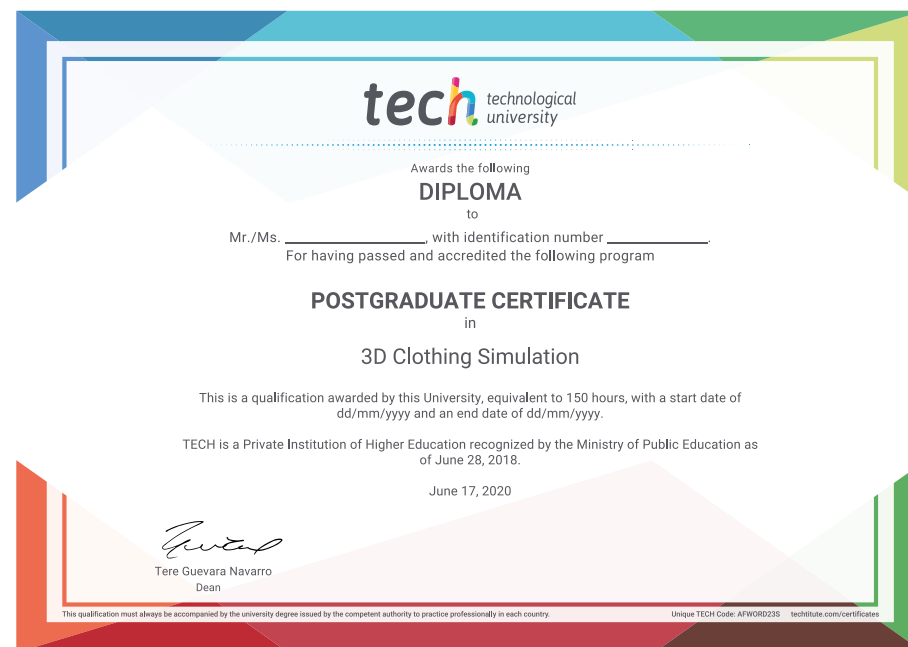 tech technological
university
Awards the following
DIPLOMA
to
Mr./Ms. ____________________, with identification number ______________.
For having passed and accredited the following program
POSTGRADUATE CERTIFICATE
in
3D Clothing Simulation
This is a qualification awarded by this University, equivalent to 150 hours, with a start date of
dd/mm/yyyy and an end date of dd/mm/yyyy.
TECH is a Private Institution of Higher Education recognized by the Ministry of Public Education as
of June 28, 2018.
June 17, 2020
Tere Guevara Navarro
Dean
This qualification must always be accompanied by the university degree issued by the competent authority to practice professionally in each country. Unique TECH Code: AFWORD23S techtitute.com/certificates